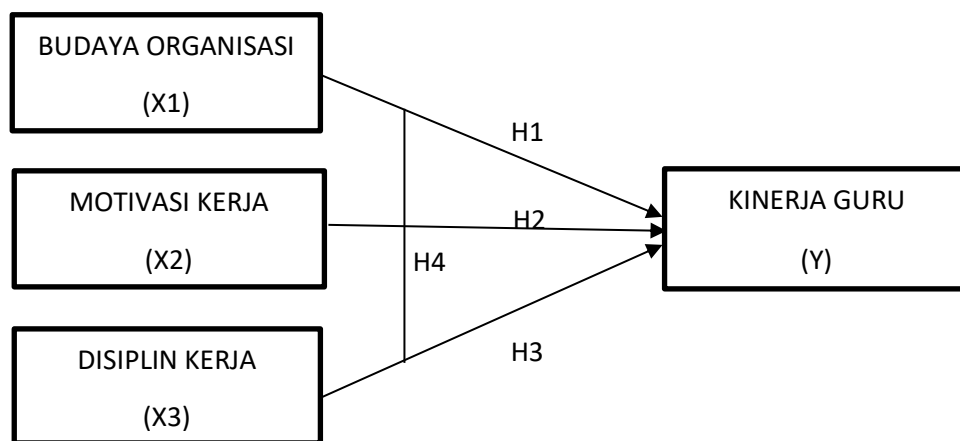 BUDAYA ORGANISASI
(X1)
H1
MOTIVASI KERJA
(X2)
H2
H4
KINERJA GURU
(Y)
DISIPLIN KERJA
(X3)
H3